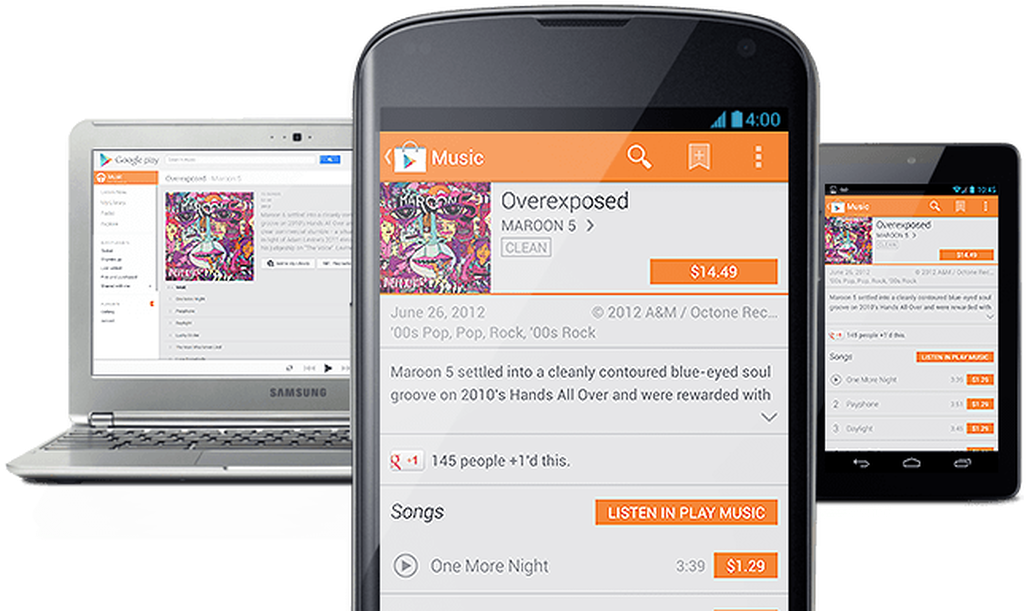 Google play
Overexposed Maroon 5
SAMSUNG
4:00
Music
Overexposed
MAROON 5
CLEAN
$14.49
June 26, 2012
© 2012 A&M / Octone Rec...
'00s Pop, Pop, Rock, '00s Rock
Maroon 5 settled into a cleanly contoured blue-eyed soul
groove on 2010's Hands All Over and were rewarded with
+1 145 people +1'd this.
Songs
LISTEN IN PLAY MUSIC
One More Night 3:39 $1.29
10:45
Music
Overexposed
MAROON 5
CLEAN
$14.49
June 26, 2012 © 2012 A&M / Octone Rec...
'00s Pop, Pop, Rock, '00s Rock
Maroon 5 settled into a cleanly contoured blue-eyed soul
groove on 2010's Hands All Over and were rewarded with
+1 145 people +1'd this.
Songs LISTEN IN PLAY MUSIC
One More Night 3:39 $1.29
2 Payphone 3:51 $1.29
3 Daylight 3:45 $1.29